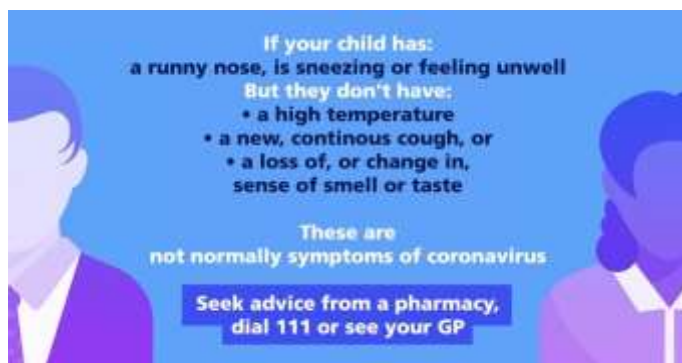 If your child has:
a runny nose, is sneezing or feeling unwell
But they don't have:
• a high temperature
• a new, continous cough, or
• a loss of, or change in,
sense of smell or taste
These are
not normally symptoms of coronavirus
Seek advice from a pharmacy,
dial 111 or see your GP